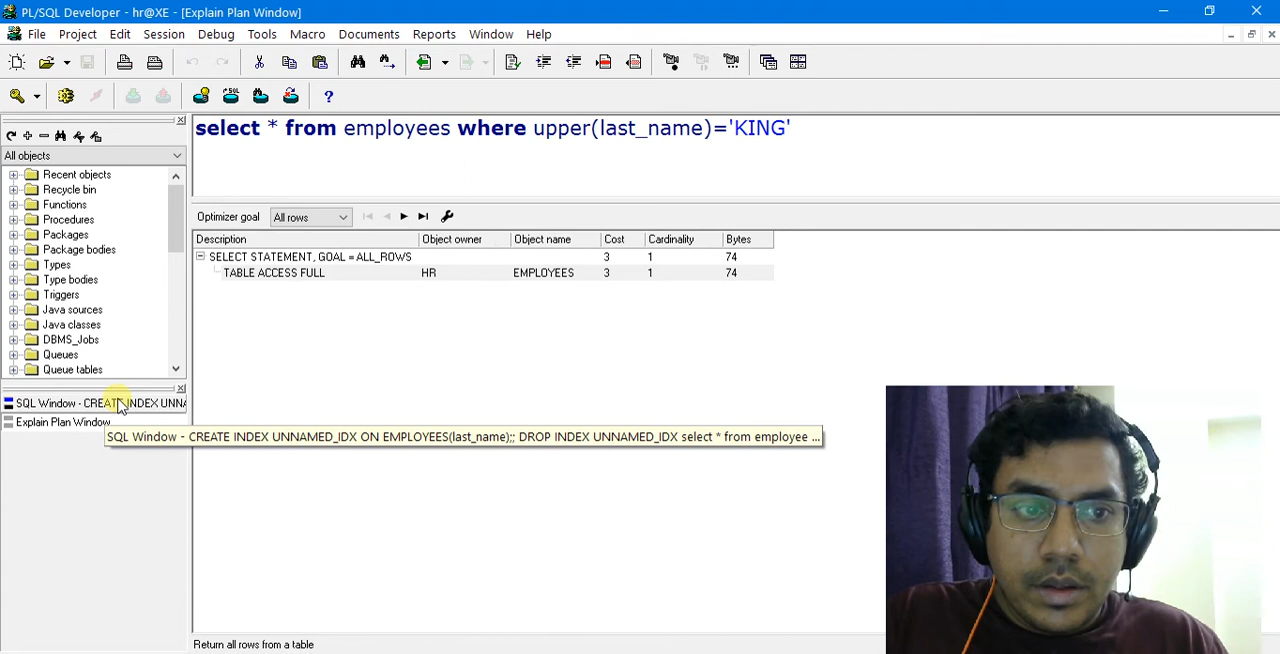 PL/SQL Developer - hr@XE - [Explain Plan Window]
File Project Edit Session Debug Tools Macro Documents Reports Window Help
select * from employees where upper(last_name)='KING'
All objects
Recent objects
Recycle bin
Functions
Procedures
Packages
Package bodies
Types
Type bodies
Triggers
Java sources
Java classes
DBMS_Jobs
Queues
Queue tables
Optimizer goal All rows
Description Object owner Object name Cost Cardinality Bytes
SELECT STATEMENT, GOAL = ALL_ROWS 3 1 74
TABLE ACCESS FULL HR EMPLOYEES 3 1 74
SQL Window - CREATE INDEX UNNA
Explain Plan Window
SQL Window - CREATE INDEX UNNAMED_IDX ON EMPLOYEES(last_name);; DROP INDEX UNNAMED_IDX select * from employee ...
Return all rows from a table